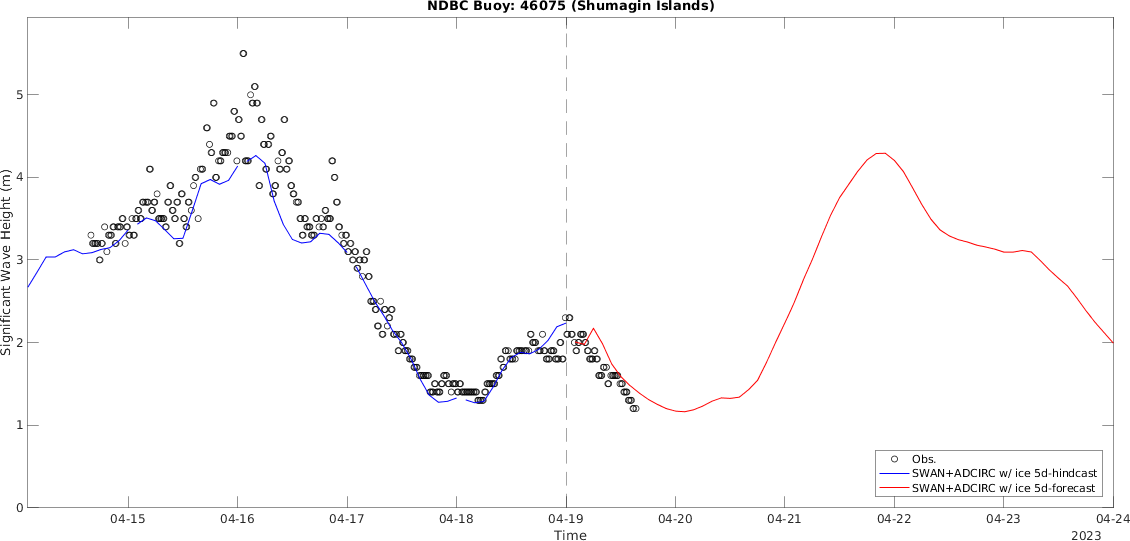 NDBC Buoy: 46075 (Shumagin Islands)
Significant Wave Height (m)
5
4
3
2
1
0
Obs.
SWAN+ADCIRC w/ ice 5d-hindcast
SWAN+ADCIRC w/ ice 5d-forecast
04-15 04-16 04-17 04-18 04-19 04-20 04-21 04-22 04-23 04-24
Time
2023